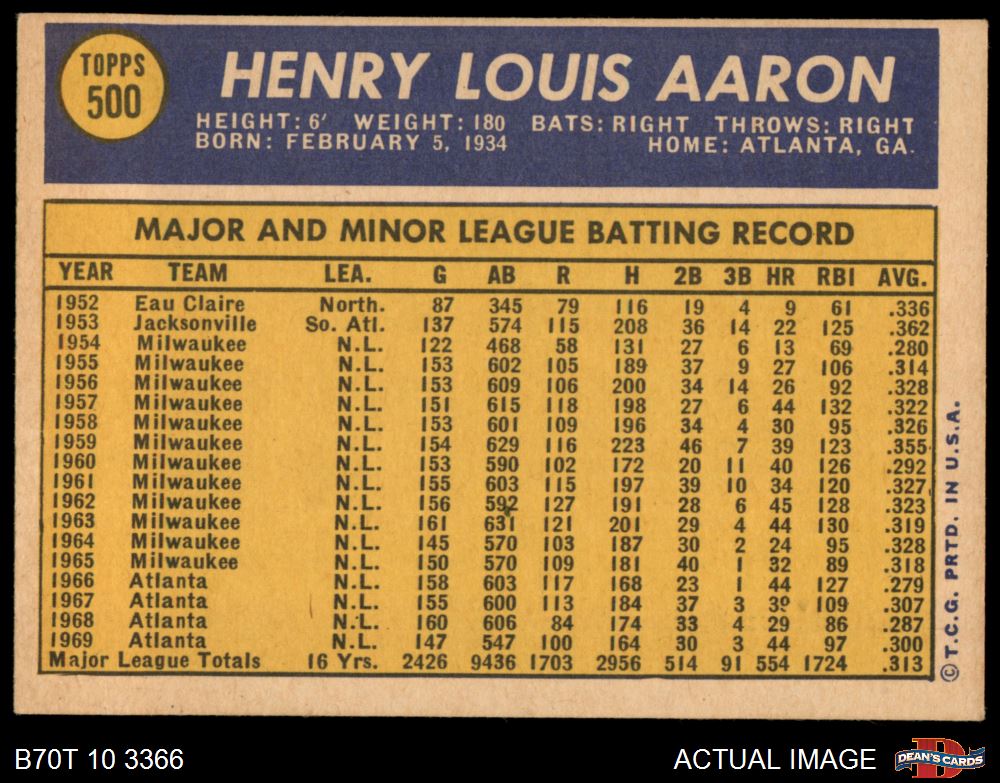 TOPPS
500
HENRY LOUIS AARON
HEIGHT: 6' WEIGHT: 180 BATS: RIGHT THROWS: RIGHT
BORN: FEBRUARY 5, 1934 HOME: ATLANTA, GA.
MAJOR AND MINOR LEAGUE BATTING RECORD
YEAR TEAM LEA. G AB R H 2B 3B HR RBI AVG.
1952 Eau Claire North. 87 345 79 116 19 4 9 61 .336
1953 Jacksonville So. Atl. 137 574 115 208 36 14 22 125 .362
1954 Milwaukee N.L. 122 468 58 131 27 6 13 69 .280
1955 Milwaukee N.L. 153 602 105 189 37 9 27 106 .314
1956 Milwaukee N.L. 153 609 106 200 34 14 26 92 .328
1957 Milwaukee N.L. 151 615 118 198 27 6 44 132 .322
1958 Milwaukee N.L. 153 601 109 196 34 4 30 95 .326
1959 Milwaukee N.L. 154 629 116 223 46 7 39 123 .355
1960 Milwaukee N.L. 153 590 102 172 20 11 40 126 .292
1961 Milwaukee N.L. 155 603 115 197 39 10 34 120 .327
1962 Milwaukee N.L. 156 592 127 191 28 6 45 128 .323
1963 Milwaukee N.L. 161 631 121 201 29 4 44 130 .319
1964 Milwaukee N.L. 145 570 103 187 30 2 24 95 .328
1965 Milwaukee N.L. 150 570 109 181 40 1 32 89 .318
1966 Atlanta N.L. 158 603 117 168 23 1 44 127 .279
1967 Atlanta N.L. 155 600 113 184 37 3 39 109 .307
1968 Atlanta N.L. 160 606 84 174 33 4 29 86 .287
1969 Atlanta N.L. 147 547 100 164 30 3 44 97 .300
Major League Totals 16 Yrs. 2426 9436 1703 2956 514 91 554 1724 .313
© T.C.G. PRTD. IN U.S.A.
B70T 10 3366 ACTUAL IMAGE
D
DEAN'S CARDS